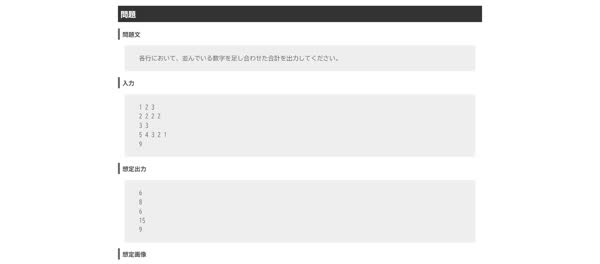 問題
問題文
各行において、並んでいる数字を足し合わせた合計を出力してください。
入力
1 2 3
2 2 2 2
3 3
5 4 3 2 1
9
想定出力
6
8
6
15
9
想定画像